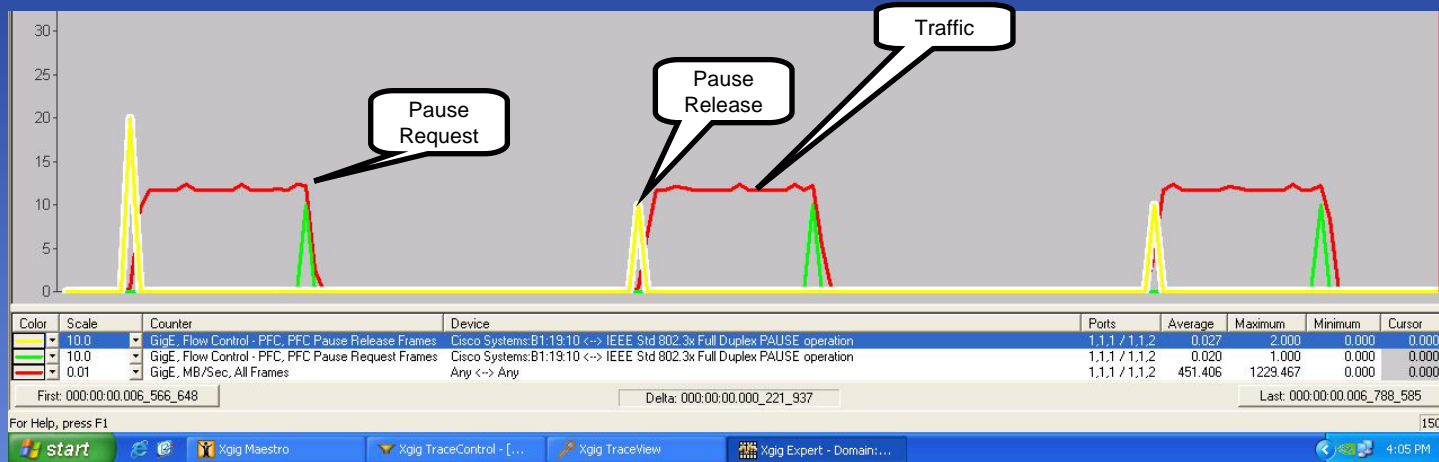 30
25
20
15
10
5
0
Pause
Request
Pause
Release
Traffic
Color Scale Counter Device Ports Average Maximum Minimum Cursor
10.0 GigE, Flow Control - PFC, PFC Pause Release Frames Cisco Systems:B1:19:10 <--> IEEE Std 802.3x Full Duplex PAUSE operation 1,1,1 / 1,1,2 0.027 2.000 0.000 0.000
10.0 GigE, Flow Control - PFC, PFC Pause Request Frames Cisco Systems:B1:19:10 <--> IEEE Std 802.3x Full Duplex PAUSE operation 1,1,1 / 1,1,2 0.020 1.000 0.000 0.000
0.01 GigE, MB/Sec, All Frames Any <--> Any 1,1,1 / 1,1,2 451.406 1229.467 0.000 0.000
First: 000:00:00.006_566_648 Delta: 000:00:00.000_221_937 Last: 000:00:00.006_788_585
For Help, press F1 150
start Xgig Maestro Xgig TraceControl - [... Xgig TraceView Xgig Expert - Domain:... 4:05 PM